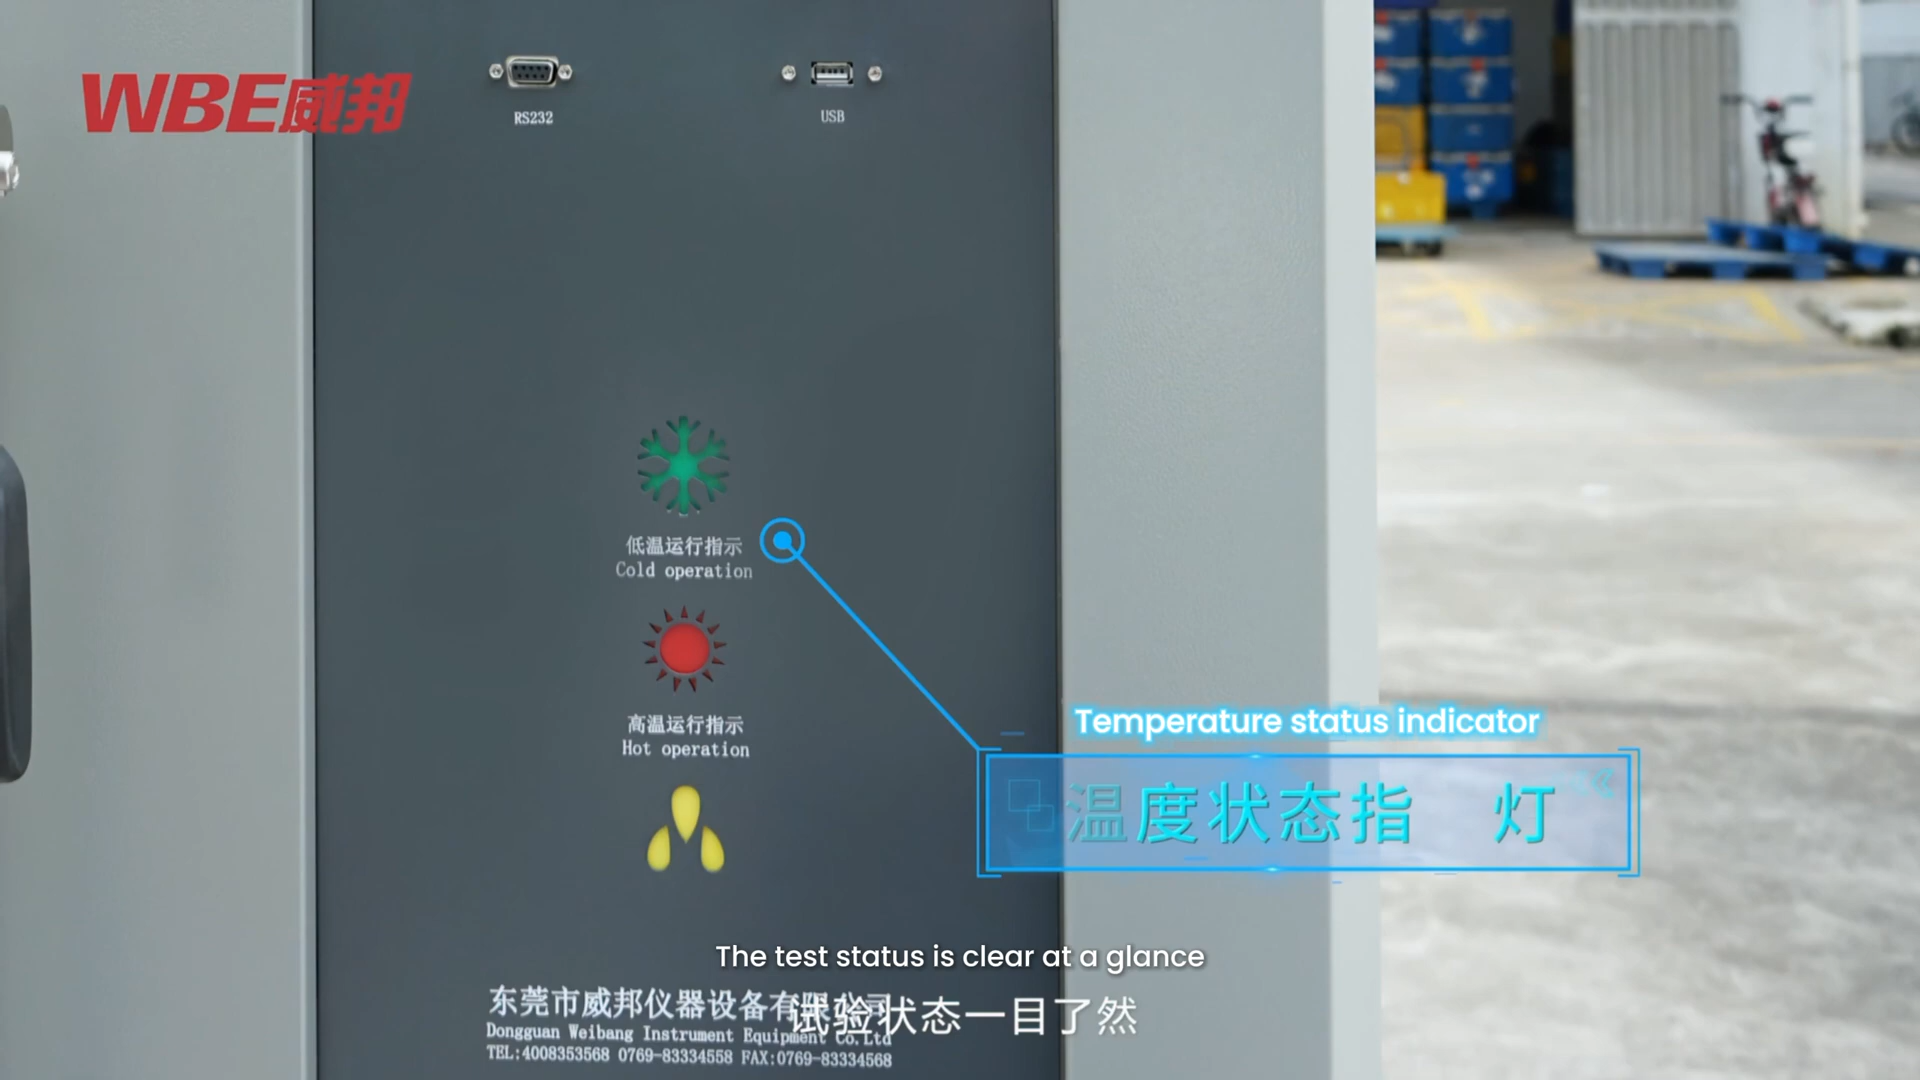 WBE威邦
RS232
USB
低温运行指示
Cold operation
高温运行指示
Hot operation
Temperature status indicator
温度状态指 灯
The test status is clear at a glance
试验状态一目了然
东莞市威邦仪器设备有限公司
Dongguan Weibang Instrument Equipment Co.Ltd
TEL:4008353568 0769-83334558 FAX:0769-83334568